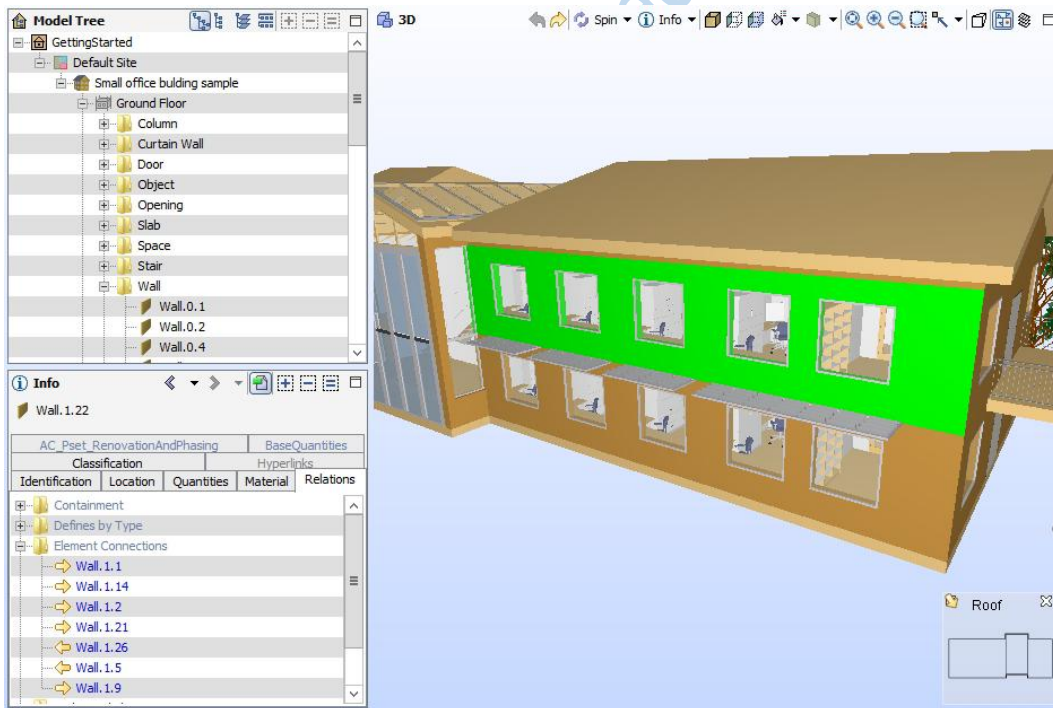 Model Tree
GettingStarted
Default Site
Small office bulding sample
Ground Floor
Column
Curtain Wall
Door
Object
Opening
Slab
Space
Stair
Wall
Wall.0.1
Wall.0.2
Wall.0.4
Info
Wall.1.22
AC_Pset_RenovationAndPhasing BaseQuantities
Classification Hyperlinks
Identification Location Quantities Material Relations
Containment
Defines by Type
Element Connections
Wall.1.1
Wall.1.14
Wall.1.2
Wall.1.21
Wall.1.26
Wall.1.5
Wall.1.9
3D Spin Info
Roof